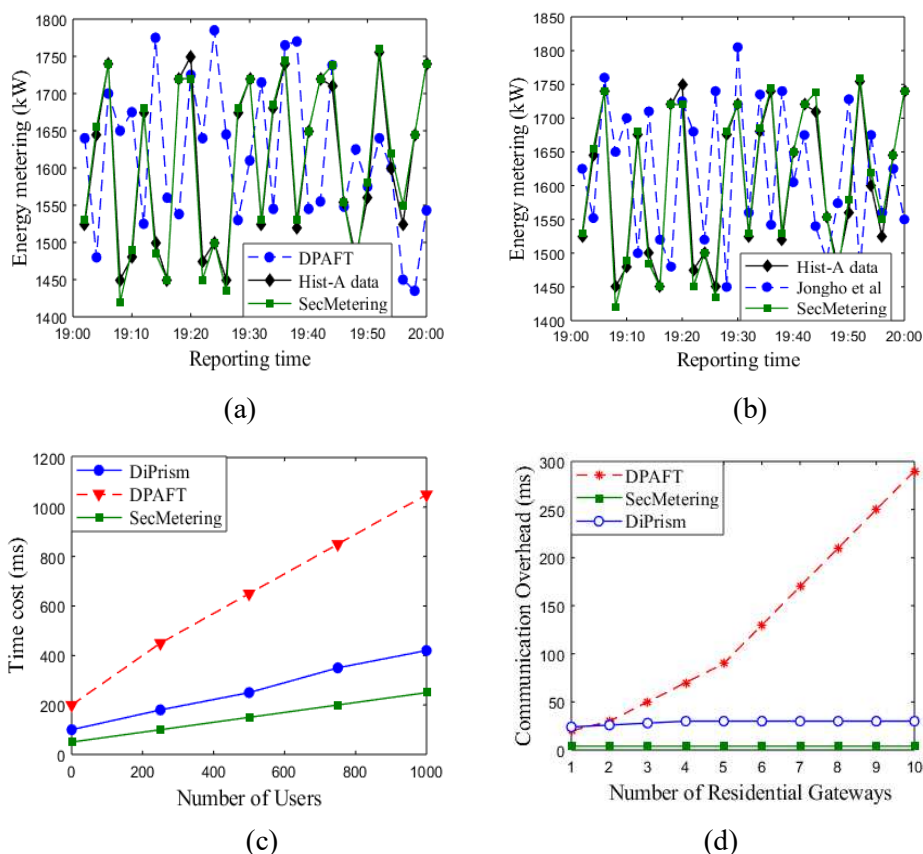 1800
1750
1700
1650
1600
1550
1500
1450
1400
Energy metering (kW)
DPAFT
Hist-A data
SecMetering
19:00
19:10
19:20
19:30
19:40
19:50
20:00
Reporting time
(a)
1850
1800
1750
1700
1650
1600
1550
1500
1450
1400
Energy metering (kW)
Hist-A data
Jongho et al
SecMetering
19:00
19:10
19:20
19:30
19:40
19:50
20:00
Reporting time
(b)
1200
1000
800
600
400
200
0
Time cost (ms)
DiPrism
DPAFT
SecMetering
0
200
400
600
800
1000
Number of Users
(c)
300
250
200
150
100
50
0
Communication Overhead (ms)
DPAFT
SecMetering
DiPrism
1
2
3
4
5
6
7
8
9
10
Number of Residential Gateways
(d)